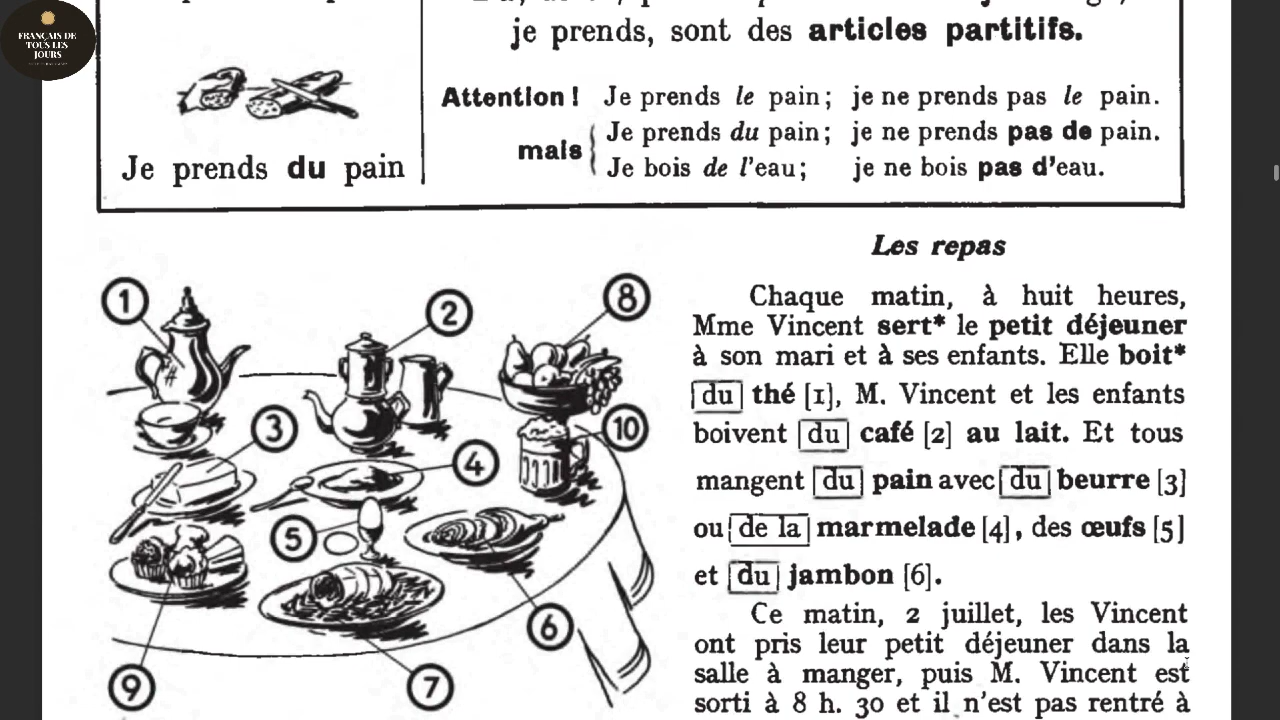 FRANÇAIS DE
TOUS LES
JOURS
je prends, sont des articles partitifs.
Attention ! Je prends le pain; je ne prends pas le pain.
mais { Je prends du pain; je ne prends pas de pain.
Je bois de l'eau; je ne bois pas d'eau.
Je prends du pain
Les repas
1
2
8
3
10
4
5
6
9
7
Chaque matin, à huit heures,
Mme Vincent sert* le petit déjeuner
à son mari et à ses enfants. Elle boit*
du thé [1], M. Vincent et les enfants
boivent du café [2] au lait. Et tous
mangent du pain avec du beurre [3]
ou de la marmelade [4], des œufs [5]
et du jambon [6].
Ce matin, 2 juillet, les Vincent
ont pris leur petit déjeuner dans la
salle à manger, puis M. Vincent est
sorti à 8 h. 30 et il n'est pas rentré à